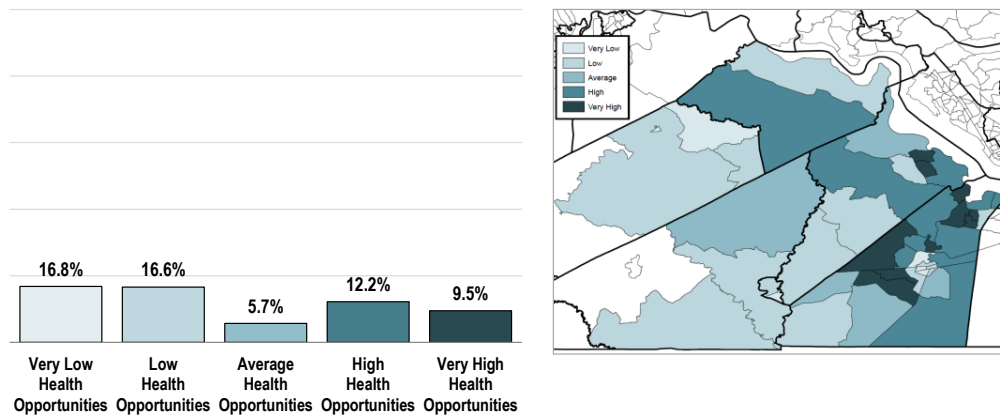 16.8%
16.6%
5.7%
12.2%
9.5%
Very Low
Health
Opportunities
Low
Health
Opportunities
Average
Health
Opportunities
High
Health
Opportunities
Very High
Health
Opportunities
Very Low
Low
Average
High
Very High